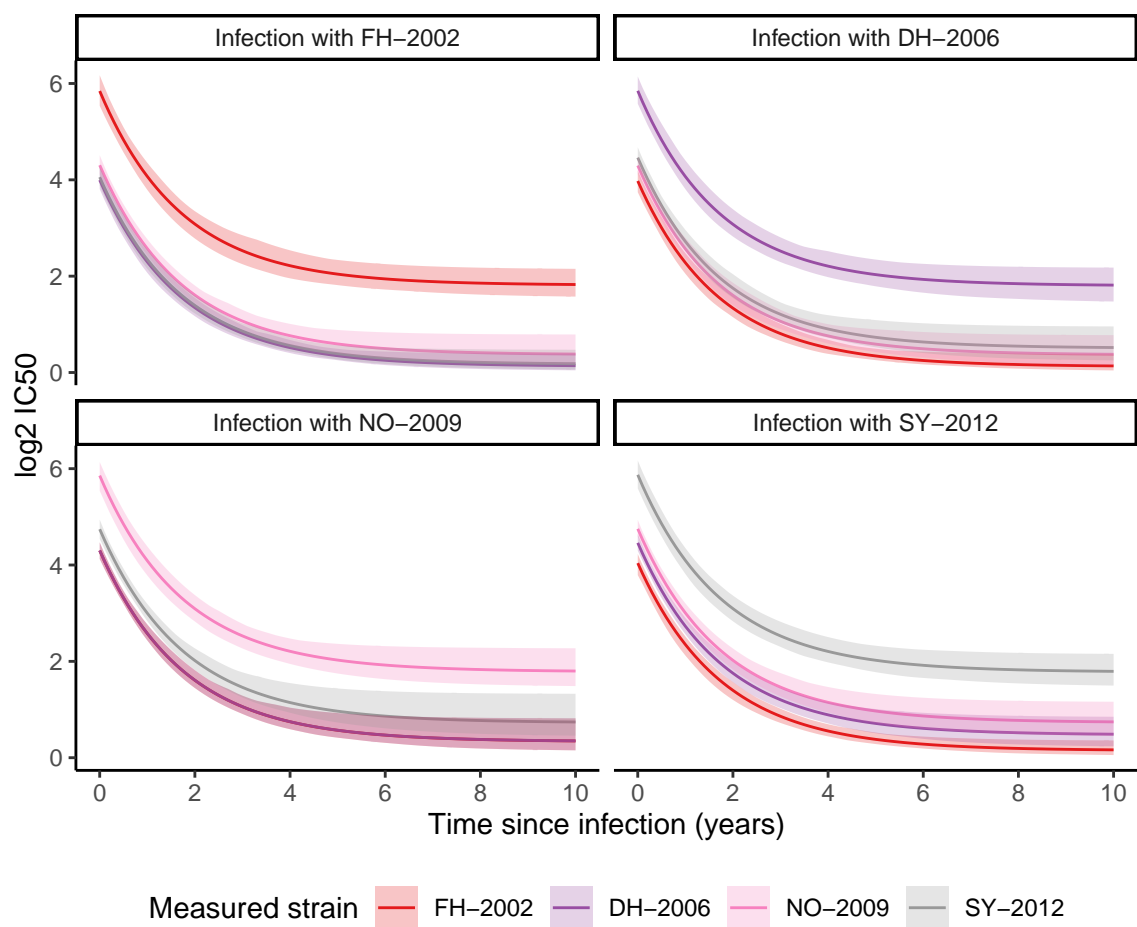 Infection with FH−2002 Infection with DH−2006
6
4
2
0
Infection with NO−2009 Infection with SY−2012
6
4
2
0
log2 IC50
0 2 4 6 8 10 0 2 4 6 8 10
Time since infection (years)
Measured strain FH−2002 DH−2006 NO−2009 SY−2012